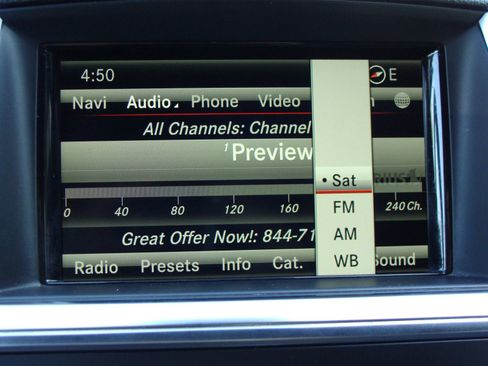 4:50 E
Navi Audio Phone Video
All Channels: Channel
1 Preview
• Sat
0 40 80 120 160 240 Ch.
FM
Great Offer Now!: 844-71
AM
Radio Presets Info Cat. Sound
WB